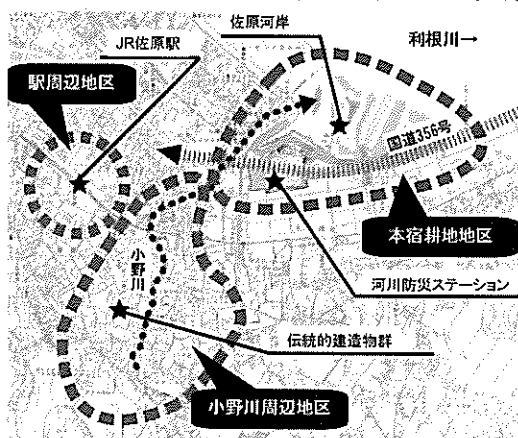 佐原河岸
利根川→
JR佐原駅
駅周辺地区
国道356号
本宿耕地地区
小野川
河川防災ステーション
伝統的建造物群
小野川周辺地区